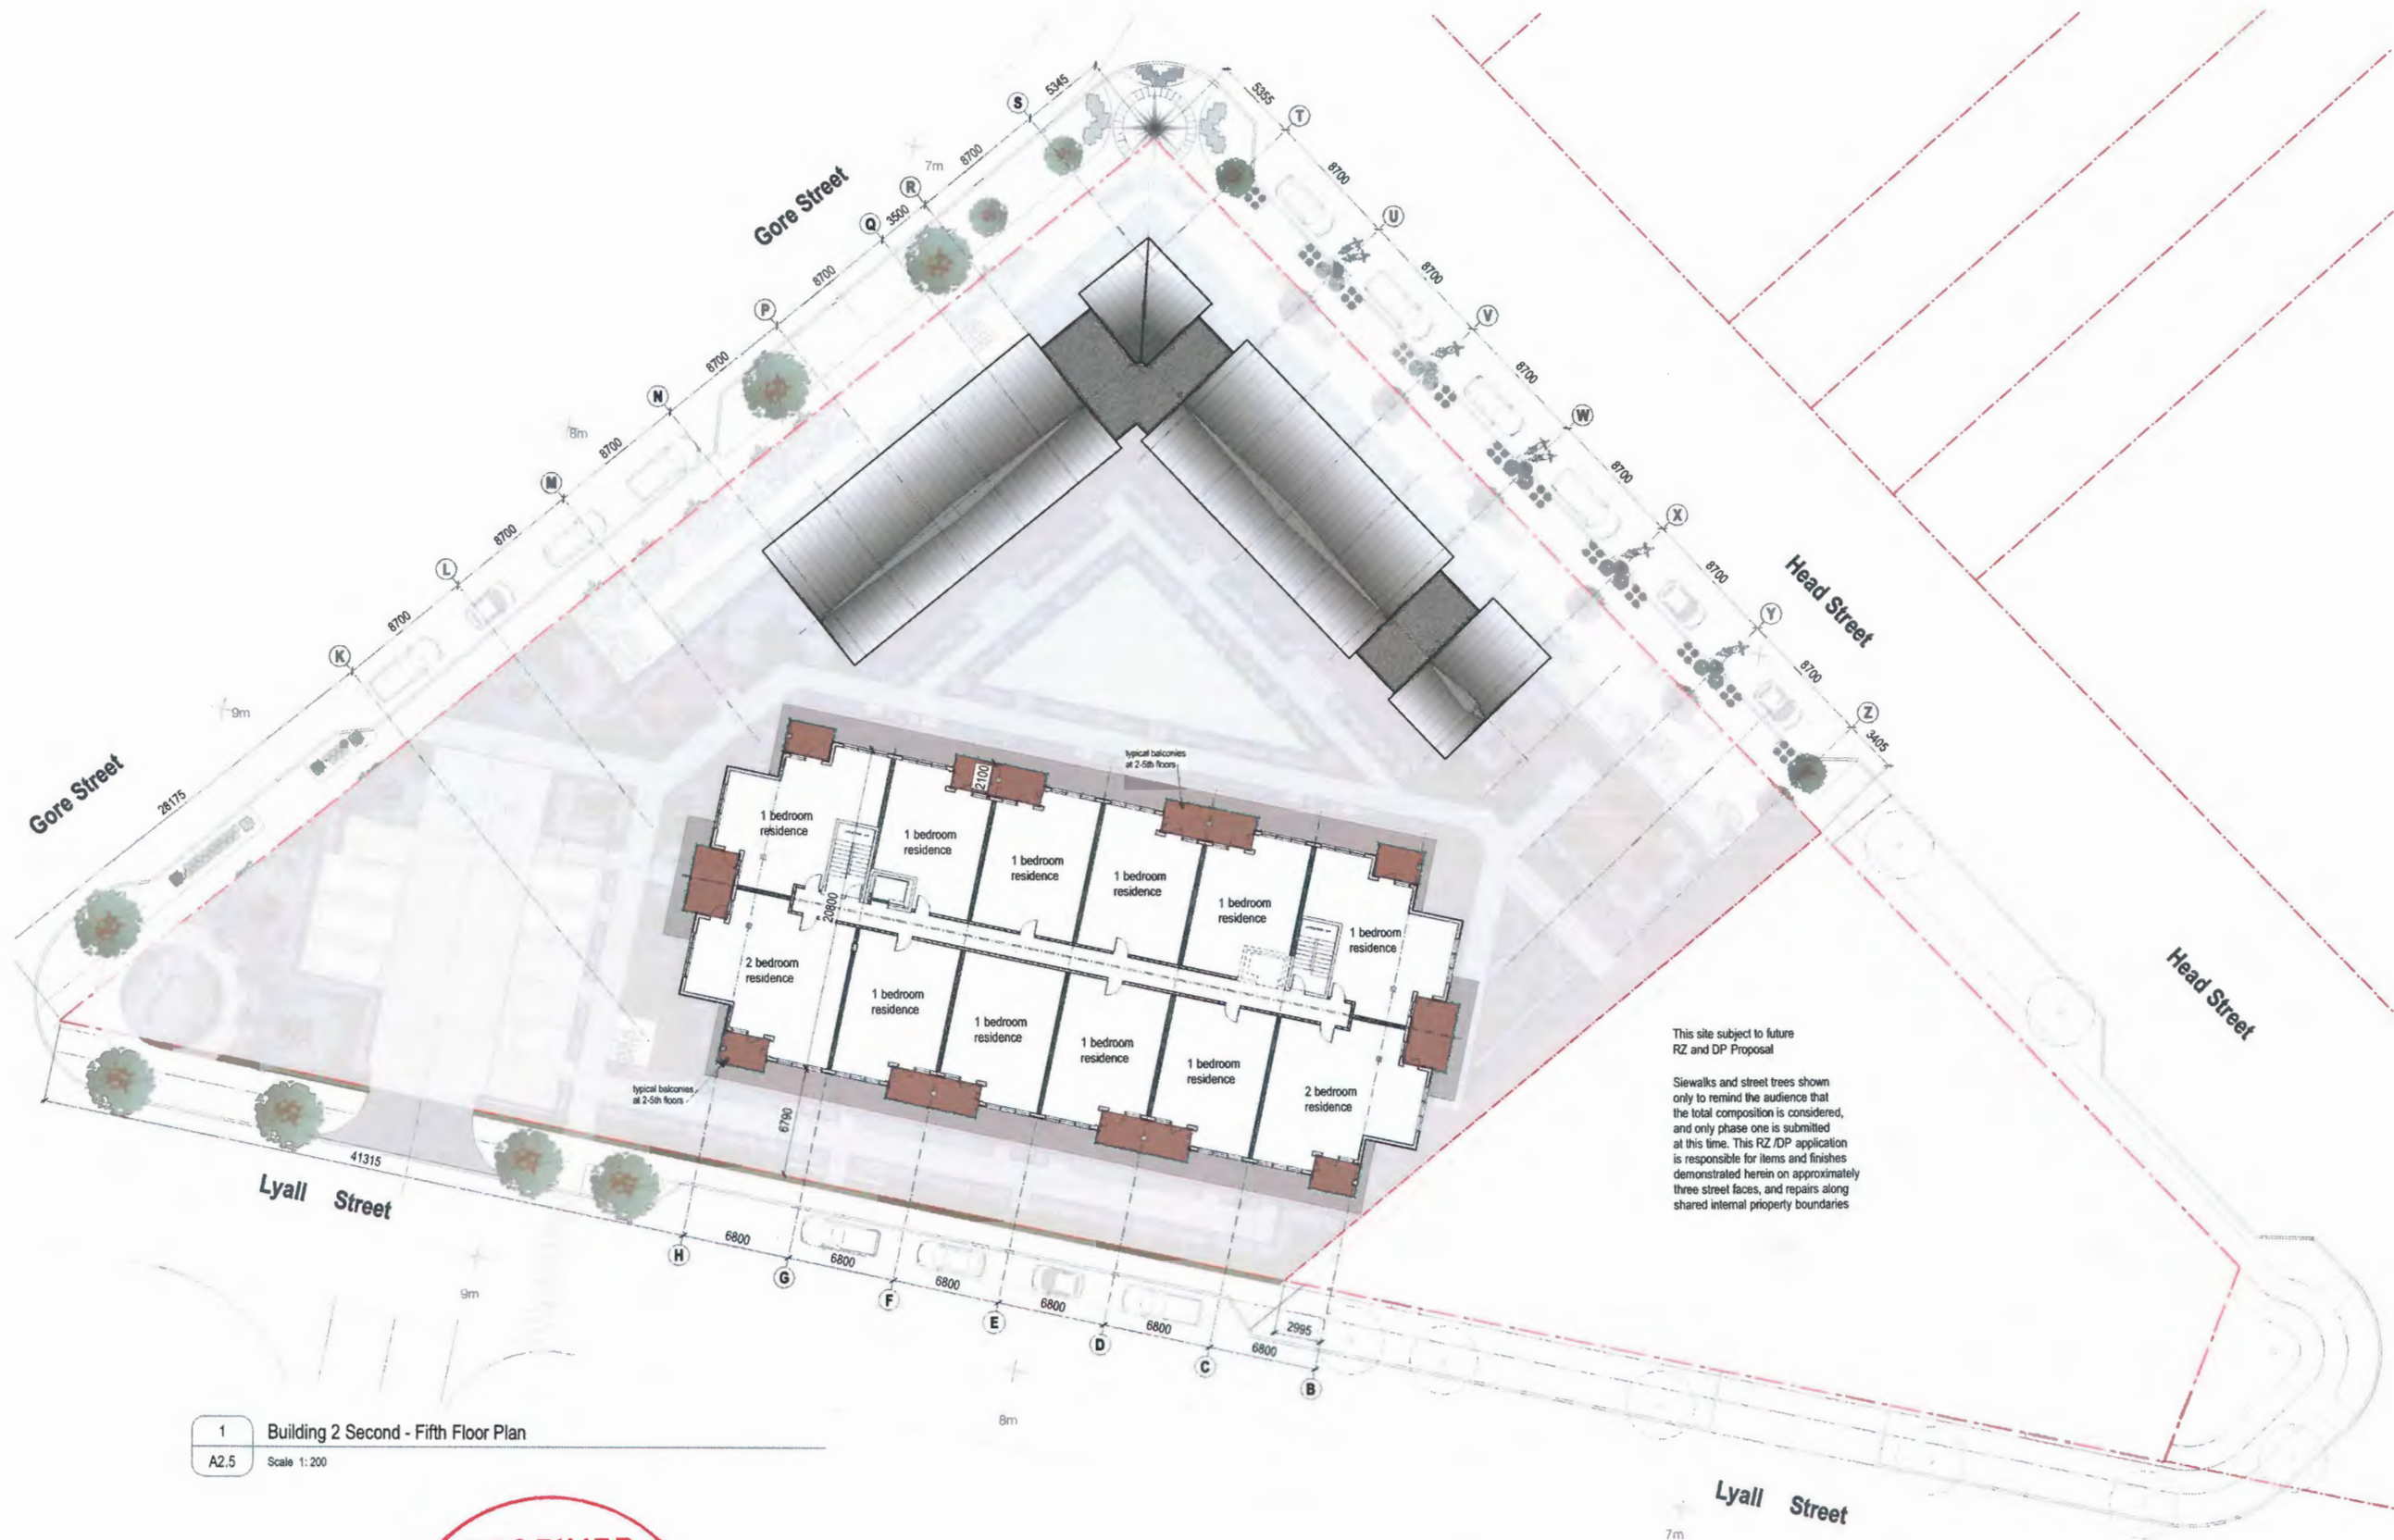 Gore Street
Gore Street
Head Street
Head Street
Lyall Street
Lyall Street
5345
S
8700
7m
R
3500
Q
8700
P
8700
N
8700
8m
M
8700
L
8700
K
9m
28175
5355
T
8700
U
8700
V
8700
W
8700
X
8700
Y
8700
Z
3405
typical balconies
at 2-5th floors
2100
1 bedroom
residence
1 bedroom
residence
1 bedroom
residence
1 bedroom
residence
1 bedroom
residence
1 bedroom
residence
20800
2 bedroom
residence
1 bedroom
residence
1 bedroom
residence
1 bedroom
residence
1 bedroom
residence
2 bedroom
residence
typical balconies
at 2-5th floors
6790
41315
H
6800
G
6800
F
6800
E
6800
D
6800
C
6800
B
2995
9m
8m
7m
This site subject to future
RZ and DP Proposal
Siewalks and street trees shown
only to remind the audience that
the total composition is considered,
and only phase one is submitted
at this time. This RZ /DP application
is responsible for items and finishes
demonstrated herein on approximately
three street faces, and repairs along
shared internal prioperty boundaries
1
A2.5
Building 2 Second - Fifth Floor Plan
Scale 1: 200